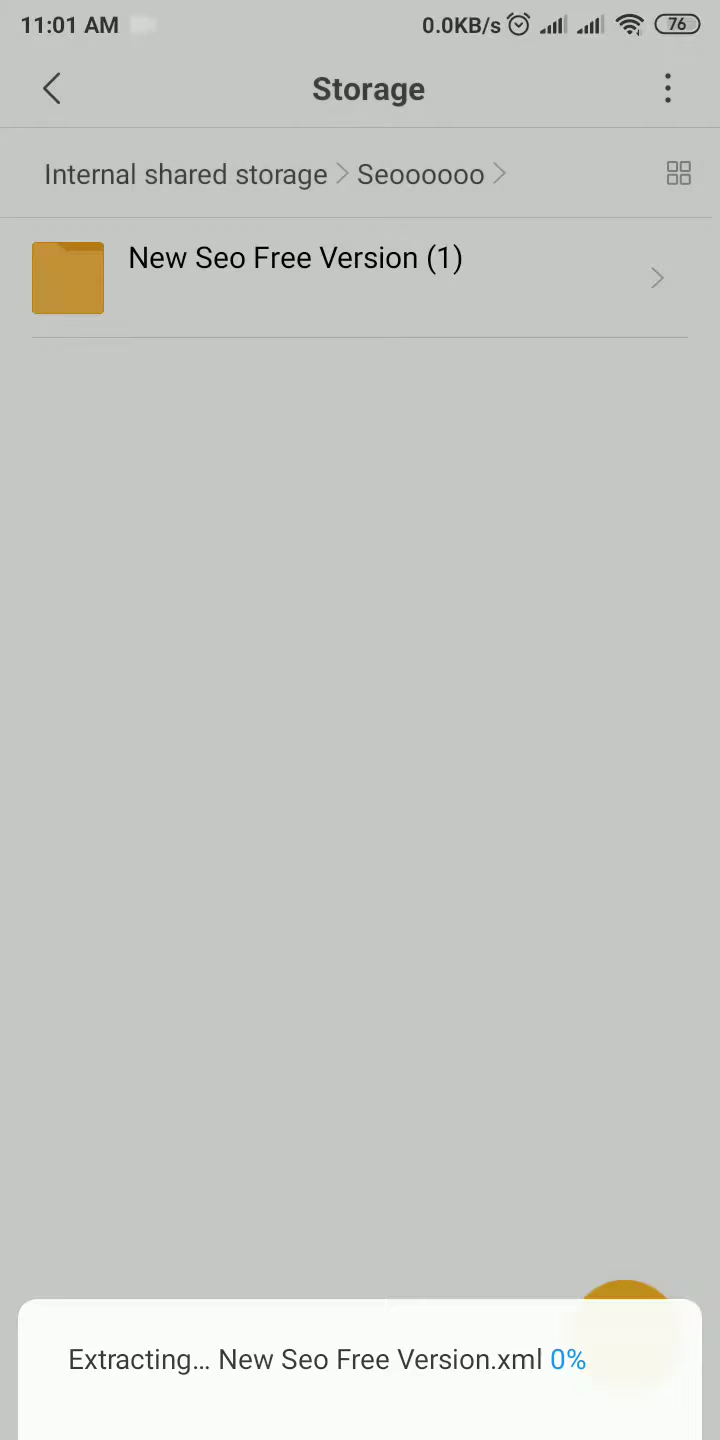 11:01 AM 0.0KB/s 76
Storage
Internal shared storage > Seoooooo >
New Seo Free Version (1)
Extracting... New Seo Free Version.xml 0%